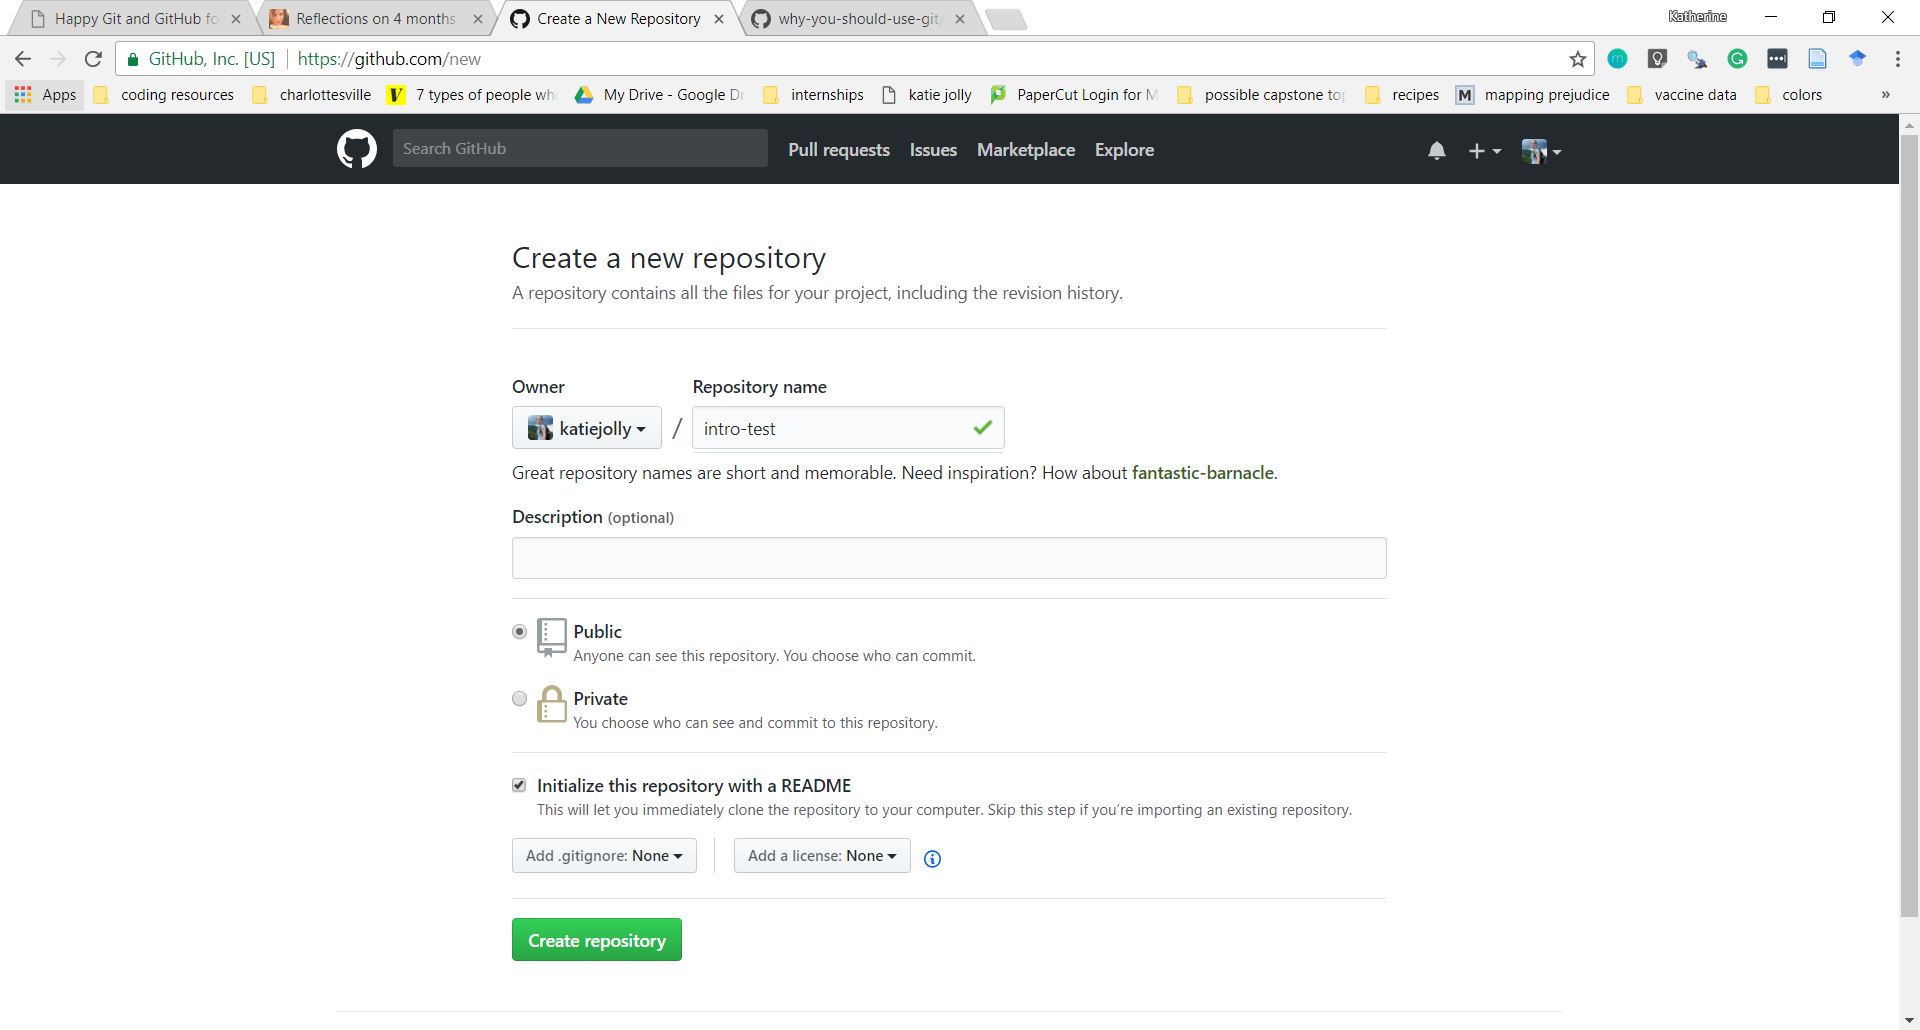 Happy Git and GitHub fo
Reflections on 4 months
Create a New Repository
why-you-should-use-git/
Katherine
GitHub, Inc. [US]
https://github.com/new
Apps
coding resources
charlottesville
7 types of people wh
My Drive - Google Dr
internships
katie jolly
PaperCut Login for M
possible capstone top
recipes
mapping prejudice
vaccine data
colors
»
Search GitHub
Pull requests
Issues
Marketplace
Explore
Create a new repository
A repository contains all the files for your project, including the revision history.
Owner
Repository name
katiejolly
/
intro-test
Great repository names are short and memorable. Need inspiration? How about fantastic-barnacle.
Description (optional)
Public
Anyone can see this repository. You choose who can commit.
Private
You choose who can see and commit to this repository.
Initialize this repository with a README
This will let you immediately clone the repository to your computer. Skip this step if you’re importing an existing repository.
Add .gitignore: None
Add a license: None
Create repository